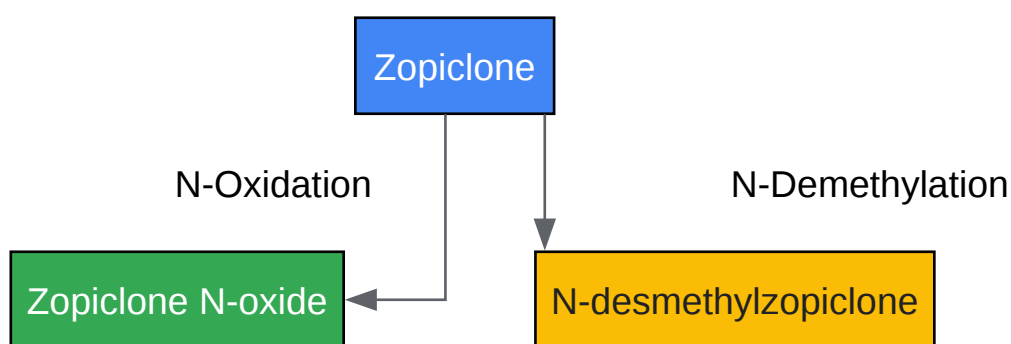 Zopiclone
N-Oxidation
N-Demethylation
Zopiclone N-oxide
N-desmethylzopiclone